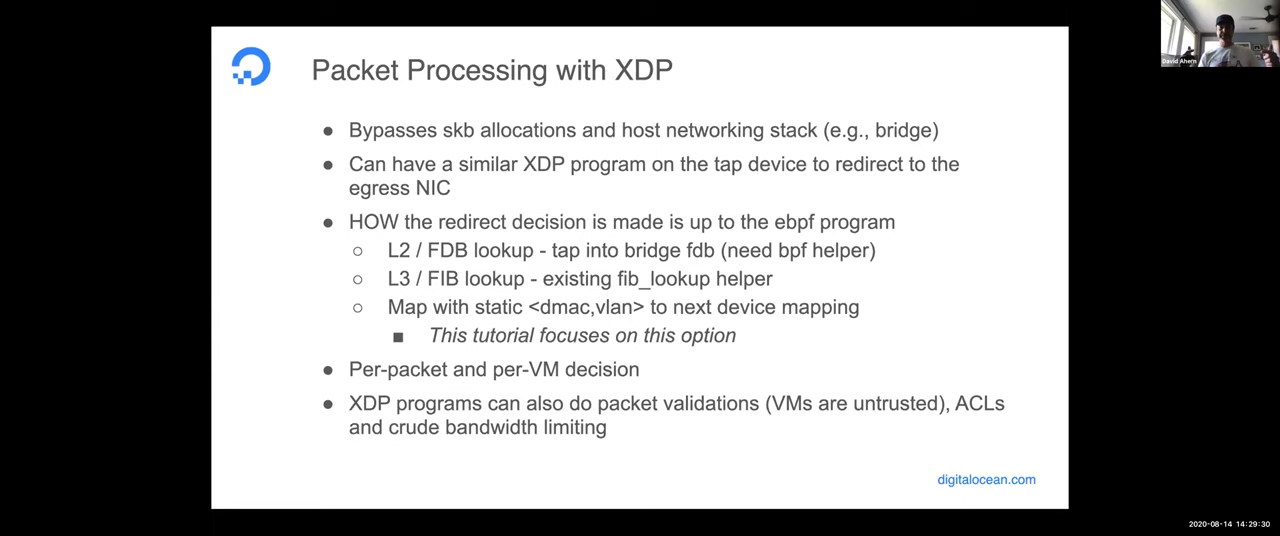 Packet Processing with XDP
● Bypasses skb allocations and host networking stack (e.g., bridge)
● Can have a similar XDP program on the tap device to redirect to the
egress NIC
● HOW the redirect decision is made is up to the ebpf program
○ L2 / FDB lookup - tap into bridge fdb (need bpf helper)
○ L3 / FIB lookup - existing fib_lookup helper
○ Map with static <dmac,vlan> to next device mapping
■ This tutorial focuses on this option
● Per-packet and per-VM decision
● XDP programs can also do packet validations (VMs are untrusted), ACLs
and crude bandwidth limiting
digitalocean.com
David Ahern
2020-08-14 14:29:30